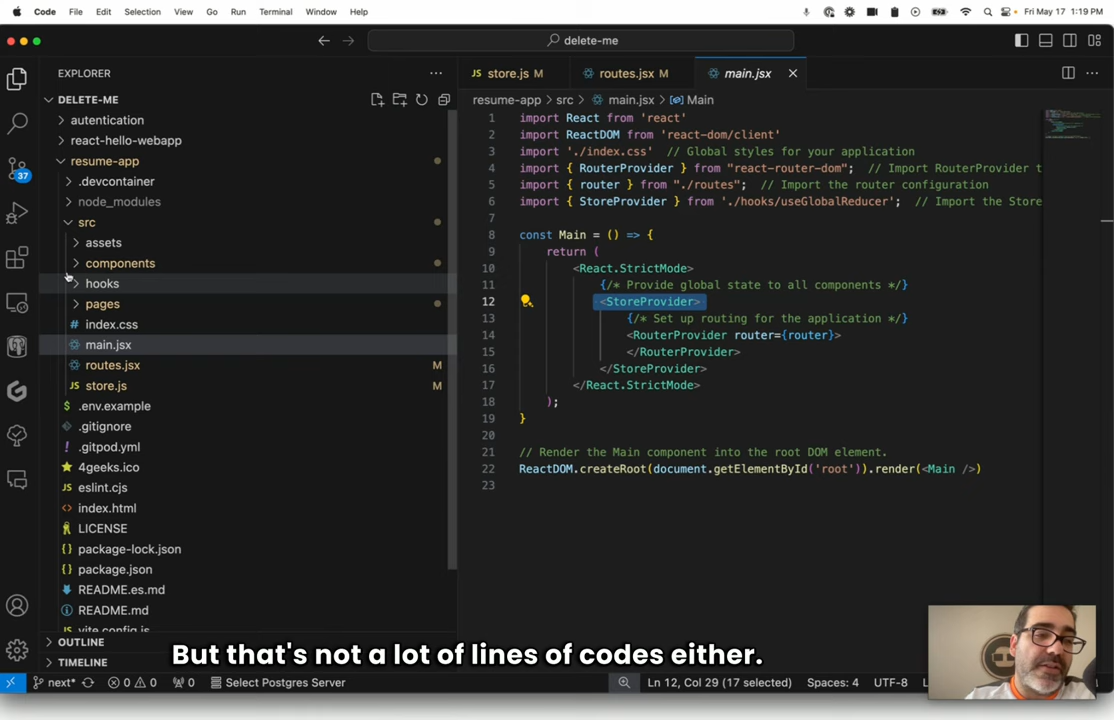 Code File Edit Selection View Go Run Terminal Window Help
Fri May 17 1:19 PM
delete-me
EXPLORER
DELETE-ME
autentication
react-hello-webapp
resume-app
.devcontainer
node_modules
src
assets
components
hooks
pages
index.css
main.jsx
routes.jsx M
store.js M
.env.example
.gitignore
.gitpod.yml
4geeks.ico
eslint.cjs
index.html
LICENSE
package-lock.json
package.json
README.es.md
README.md
vite.config.js
OUTLINE
TIMELINE
37
store.js M routes.jsx M main.jsx
resume-app > src > main.jsx > Main
1 import React from 'react'
2 import ReactDOM from 'react-dom/client'
3 import './index.css' // Global styles for your application
4 import { RouterProvider } from "react-router-dom"; // Import RouterProvider t
5 import { router } from "./routes"; // Import the router configuration
6 import { StoreProvider } from './hooks/useGlobalReducer'; // Import the Store
7
8 const Main = () => {
9 return (
10 <React.StrictMode>
11 {/* Provide global state to all components */}
12 <StoreProvider>
13 {/* Set up routing for the application */}
14 <RouterProvider router={router}>
15 </RouterProvider>
16 </StoreProvider>
17 </React.StrictMode>
18 );
19 }
20
21 // Render the Main component into the root DOM element.
22 ReactDOM.createRoot(document.getElementById('root')).render(<Main />)
23
But that's not a lot of lines of codes either.
next* 0 0 0 Select Postgres Server Ln 12, Col 29 (17 selected) Spaces: 4 UTF-8